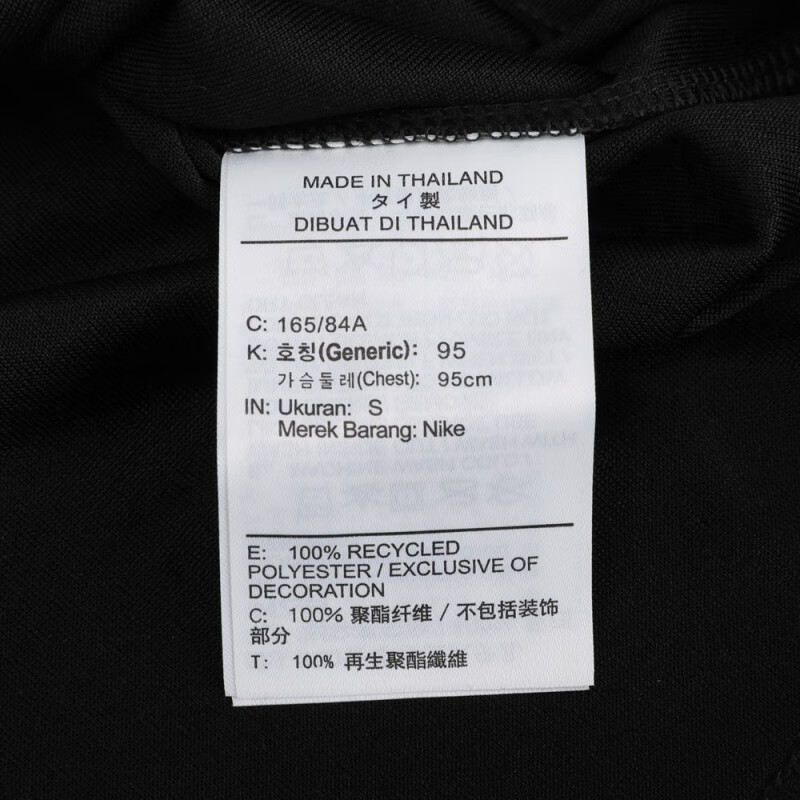 MADE IN THAILAND
タイ製
DIBUAT DI THAILAND
C: 165/84A
K: 호칭(Generic): 95
가슴둘레(Chest): 95cm
IN: Ukuran: S
Merek Barang: Nike
E: 100% RECYCLED
POLYESTER / EXCLUSIVE OF
DECORATION
C: 100% 聚酯纤维 / 不包括装饰
部分
T: 100% 再生聚酯纖維